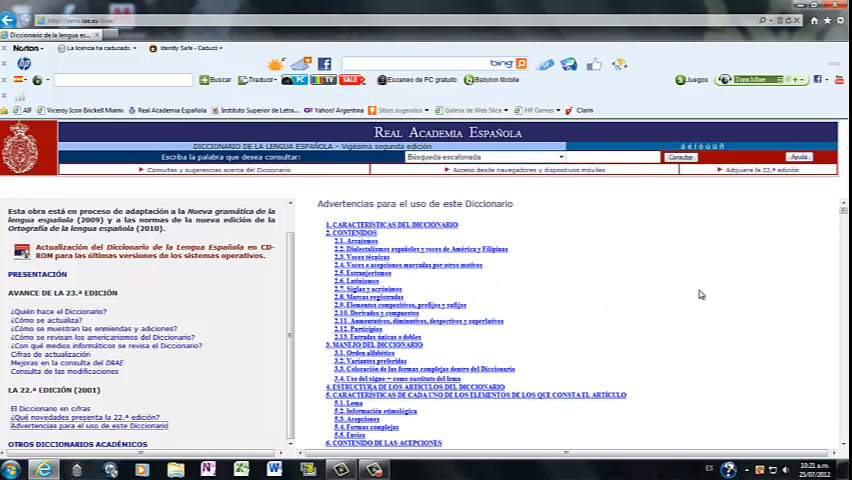 http://lema.rae.es/drae/
Diccionario de la lengua es...
Norton
La licencia ha caducado.
Identity Safe - Caducó
bing
Buscar
Traducir
PC
TV
SALE
Escaneo de PC gratuito
Babylon Mobile
Juegos
AIF
Viceroy Icon Brickell Miami
Real Academia Española
Instituto Superior de Letra...
Yahoo! Argentina
Sitios sugeridos
Galería de Web Slice
HP Games
Clarin
REAL ACADEMIA ESPAÑOLA
DICCIONARIO DE LA LENGUA ESPAÑOLA - Vigésima segunda edición
á é í ó ú ü ñ
Escriba la palabra que desea consultar:
Búsqueda escalonada
Consultar
Ayuda
Consultas y sugerencias acerca del Diccionario
Acceso desde navegadores y dispositivos móviles
Adquiera la 22.ª edición
Esta obra está en proceso de adaptación a la Nueva gramática de la
lengua española (2009) y a las normas de la nueva edición de la
Ortografía de la lengua española (2010).
Actualización del Diccionario de la Lengua Española en CD-
ROM para las últimas versiones de los sistemas operativos.
PRESENTACIÓN
AVANCE DE LA 23.ª EDICIÓN
¿Quién hace el Diccionario?
¿Cómo se actualiza?
¿Cómo se muestran las enmiendas y adiciones?
¿Cómo se revisan los americanismos del Diccionario?
¿Con qué medios informáticos se revisa el Diccionario?
Cifras de actualización
Mejoras en la consulta del DRAE
Consulta de las modificaciones
LA 22.ª EDICIÓN (2001)
El Diccionario en cifras
¿Qué novedades presenta la 22.ª edición?
Advertencias para el uso de este Diccionario
OTROS DICCIONARIOS ACADÉMICOS
Advertencias para el uso de este Diccionario
1. CARACTERÍSTICAS DEL DICCIONARIO
2. CONTENIDOS
2.1. Arcaísmos
2.2. Dialectalismos españoles y voces de América y Filipinas
2.3. Voces técnicas
2.4. Voces o acepciones marcadas por otros motivos
2.5. Extranjerismos
2.6. Latinismos
2.7. Siglas y acrónimos
2.8. Marcas registradas
2.9. Elementos compositivos, prefijos y sufijos
2.10. Derivados y compuestos
2.11. Aumentativos, diminutivos, despectivos y superlativos
2.12. Participios
2.13. Entradas únicas o dobles
3. MANEJO DEL DICCIONARIO
3.1. Orden alfabético
3.2. Variantes preferidas
3.3. Colocación de las formas complejas dentro del Diccionario
3.4. Uso del signo ~ como sustituto del lema
4. ESTRUCTURA DE LOS ARTÍCULOS DEL DICCIONARIO
5. CARACTERÍSTICAS DE CADA UNO DE LOS ELEMENTOS DE LOS QUE CONSTA EL ARTÍCULO
5.1. Lema
5.2. Información etimológica
5.3. Acepciones
5.4. Formas complejas
5.5. Envíos
6. CONTENIDO DE LAS ACEPCIONES
ES
10:21 a.m.
25/07/2012